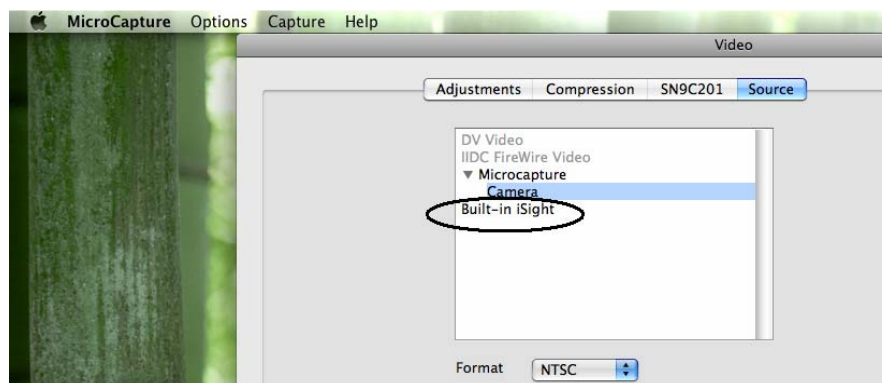 MicroCapture Options Capture Help
Video
Adjustments Compression SN9C201 Source
DV Video
IIDC FireWire Video
Microcapture
Camera
Built-in iSight
Format NTSC